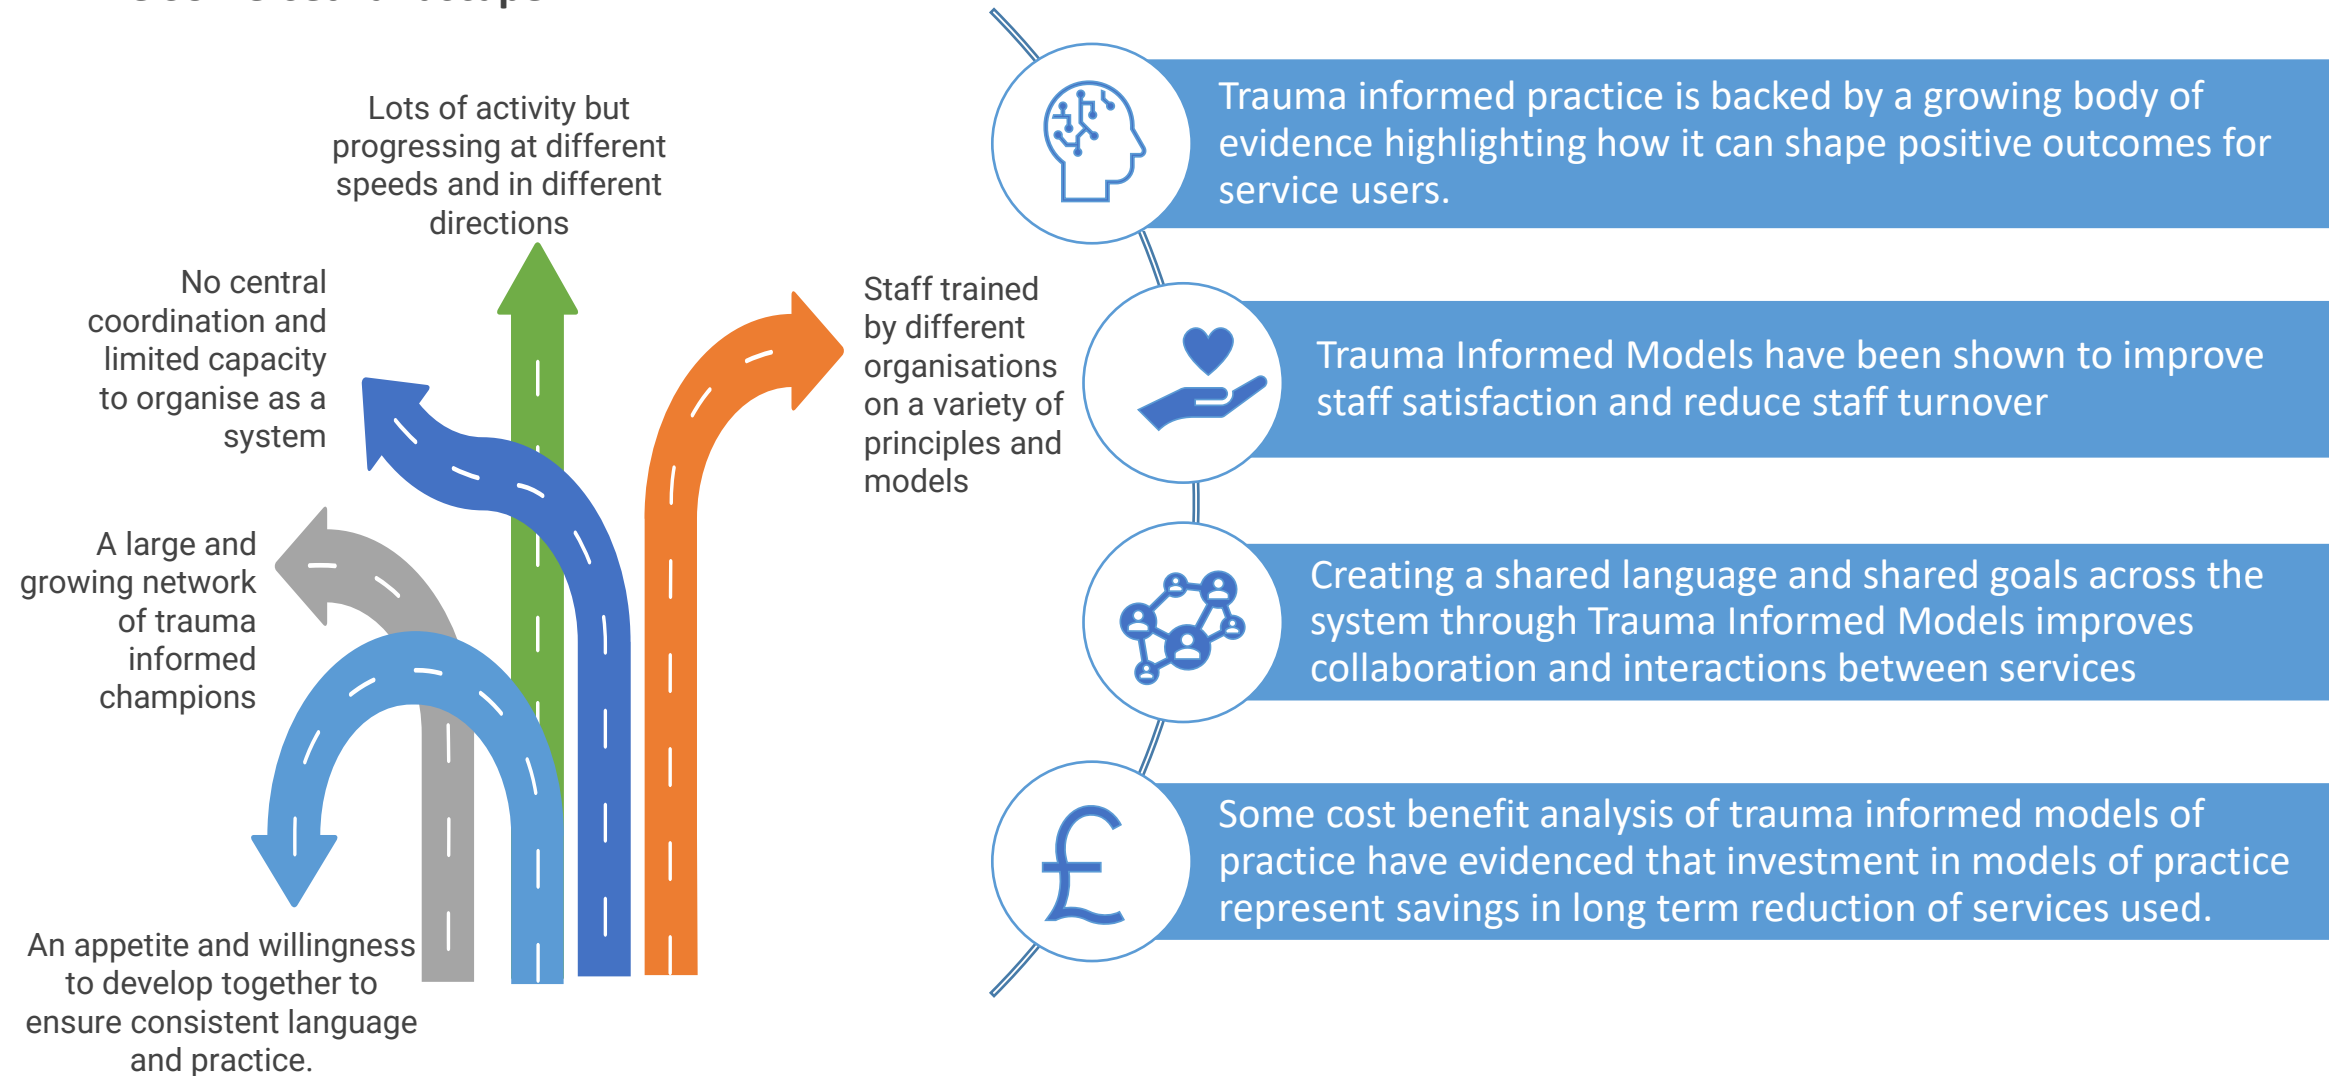 Lots of activity but
progressing at different
speeds and in different
directions
No central
coordination and
limited capacity
to organise as a
system
Staff trained
by different
organisations
on a variety of
principles and
models
A large and
growing network
of trauma
informed
champions
An appetite and willingness
to develop together to
ensure consistent language
and practice.
Trauma informed practice is backed by a growing body of
evidence highlighting how it can shape positive outcomes for
service users.
Trauma Informed Models have been shown to improve
staff satisfaction and reduce staff turnover
Creating a shared language and shared goals across the
system through Trauma Informed Models improves
collaboration and interactions between services
£
Some cost benefit analysis of trauma informed models of
practice have evidenced that investment in models of practice
represent savings in long term reduction of services used.